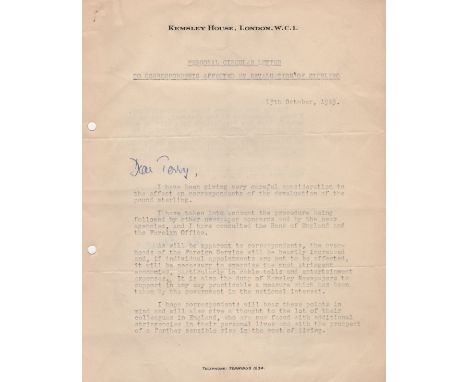 KEMSLEY HOUSE, LONDON. W.C.1.
PERSONAL CIRCULAR LETTER
TO CORRESPONDENTS AFFECTED BY DEVALUATION OF STERLING
13th October, 1949.
Dear Terry,
I have been giving very careful consideration to
the effect on correspondents of the devaluation of the
pound sterling.
I have taken into account the procedure being
followed by other newspaper concerns and by the news
agencies, and I have consulted the Bank of England and
the Foreign Office.
As will be apparent to correspondents, the over-
heads of the Foreign Service will be heavily increased
and, if individual appointments are not to be affected,
it will be necessary to exercise the most stringent
economies, particularly in cable tolls and entertainment
expenses. It is also the duty of Kemsley Newspapers to
support in any way practicable a measure which has been
taken by the government in the national interest.
I hope correspondents will bear these points in
mind and will also give a thought to the lot of their
colleagues in England, who are now faced with additional
stringencies in their personal lives and with the prospect
of a further sensible rise in the cost of living.
TELEPHONE: TERMINUS 1234.